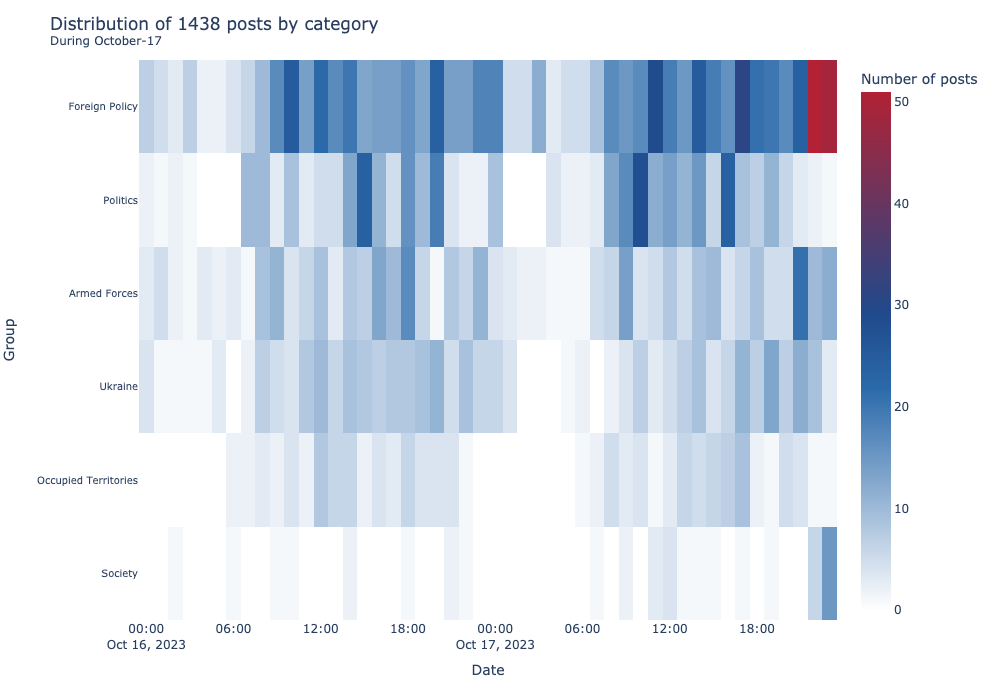 Distribution of 1438 posts by category
During October-17
Number of posts
Foreign Policy
Politics
Armed Forces
Ukraine
Occupied Territories
Society
Group
50
40
30
20
10
0
00:00 06:00 12:00 18:00 00:00 06:00 12:00 18:00
Oct 16, 2023 Oct 17, 2023
Date